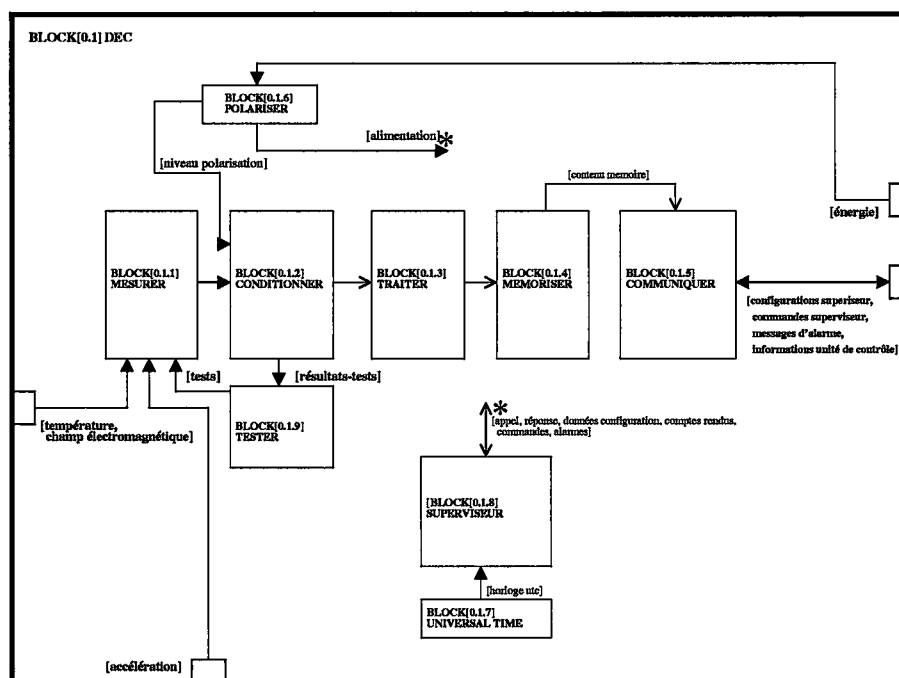 BLOCK[0.1] DEC
BLOCK[0.1.6]
POLARISER
[alimentation]*
[niveau polarisation]
[contenu memoire]
[énergie]
BLOCK[0.1.1]
MESURER
BLOCK[0.1.2]
CONDITIONNER
BLOCK[0.1.3]
TRAITER
BLOCK[0.1.4]
MEMORISER
BLOCK[0.1.5]
COMMUNIQUER
[configurations superiseur,
commandes superviseur,
messages d'alarme,
informations unité de contrôle]
[tests]
[résultats-tests]
BLOCK[0.1.9]
TESTER
[température,
champ électromagnétique]
*
[appel, réponse, données configuration, comptes rendus,
commandes, alarmes]
[BLOCK[0.1.8]
SUPERVISEUR
[horloge utc]
BLOCK[0.1.7]
UNIVERSAL TIME
[accélération]